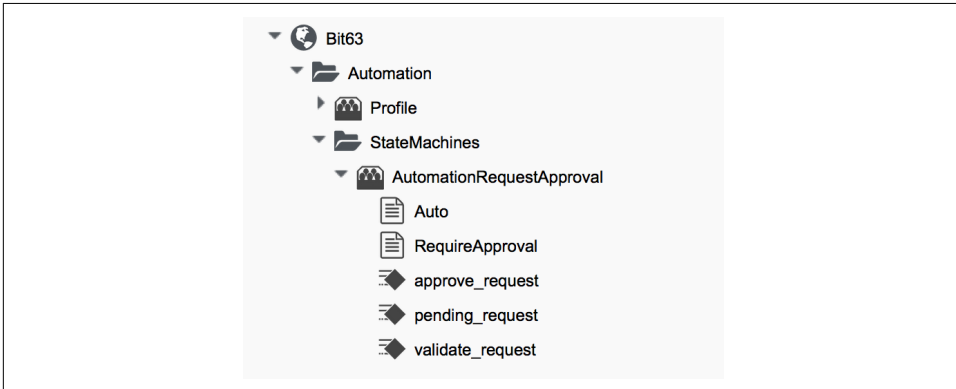 Bit63
Automation
Profile
StateMachines
AutomationRequestApproval
Auto
RequireApproval
approve_request
pending_request
validate_request